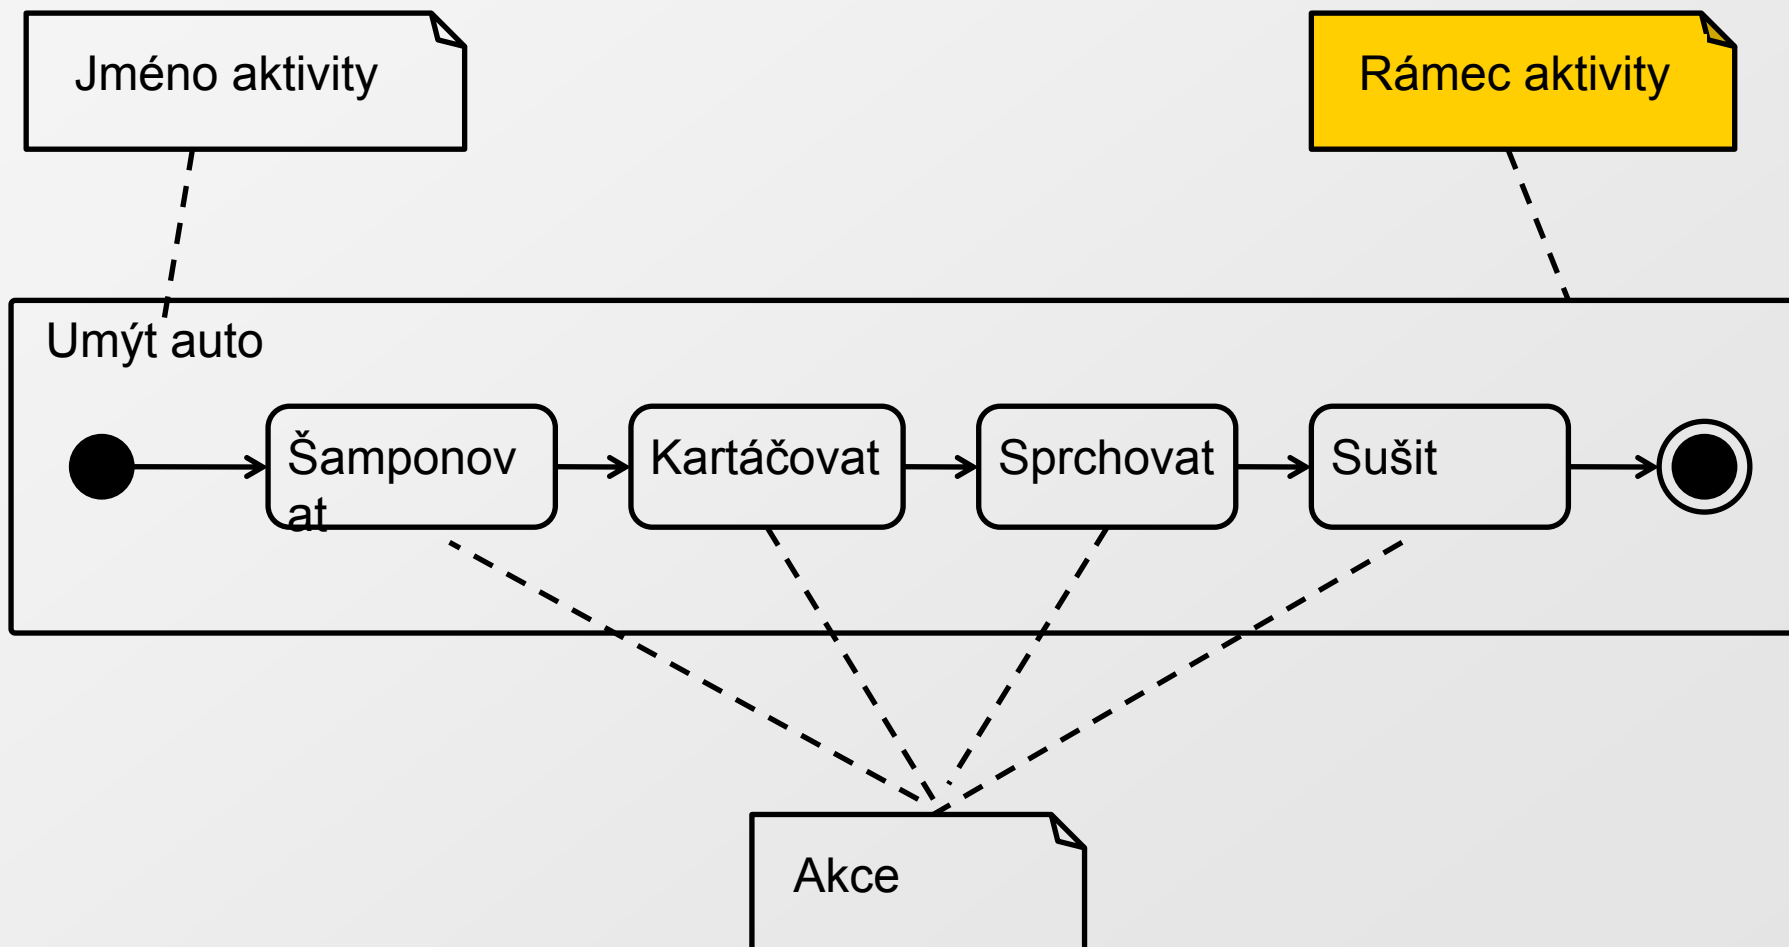 Jméno aktivity
Rámec aktivity
Umýt auto
Šamponov
at
Kartáčovat
Sprchovat
Sušit
Akce